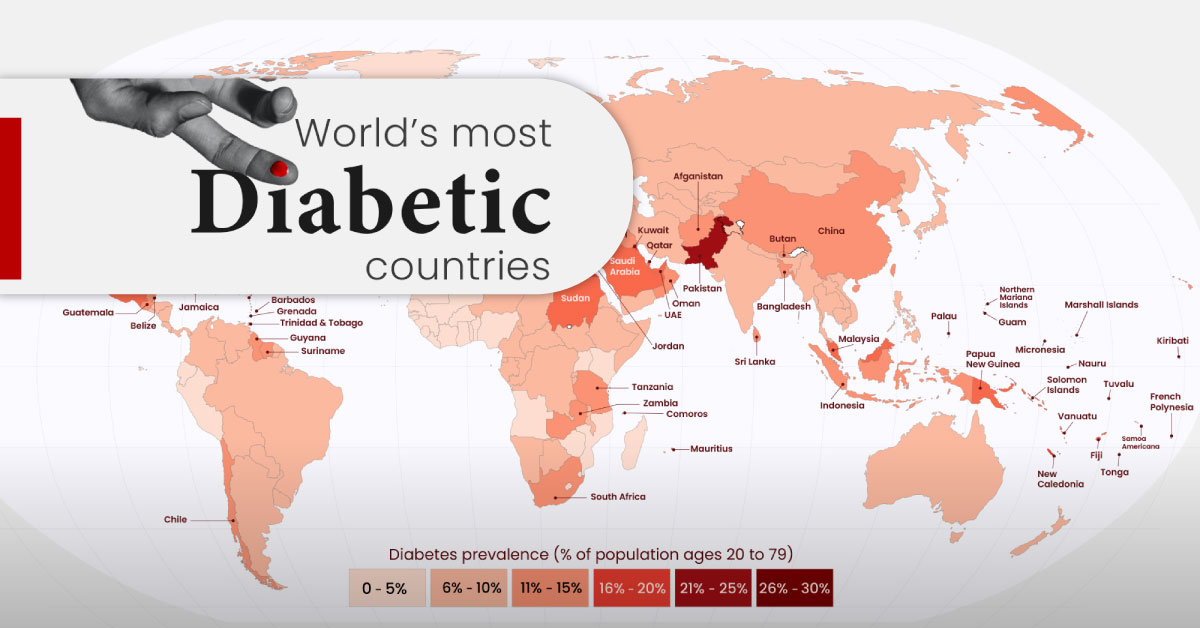 World's most
Diabetic
countries
Afganistan
Kuwait
Qatar
Saudi
Arabia
Butan
China
Pakistan
Oman
UAE
Bangladesh
Sudan
Jordan
Sri Lanka
Malaysia
Indonesia
Guatemala
Belize
Jamaica
Barbados
Grenada
Trinidad & Tobago
Guyana
Suriname
Chile
Tanzania
Zambia
Comoros
Mauritius
South Africa
Northern
Mariana
Islands
Guam
Palau
Marshall Islands
Micronesia
Kiribati
Papua
New Guinea
Nauru
Solomon
Islands
Tuvalu
French
Polynesia
Vanuatu
Samoa
Americana
Fiji
Tonga
New
Caledonia
Diabetes prevalence (% of population ages 20 to 79)
0 - 5%
6% - 10%
11% - 15%
16% - 20%
21% - 25%
26% - 30%